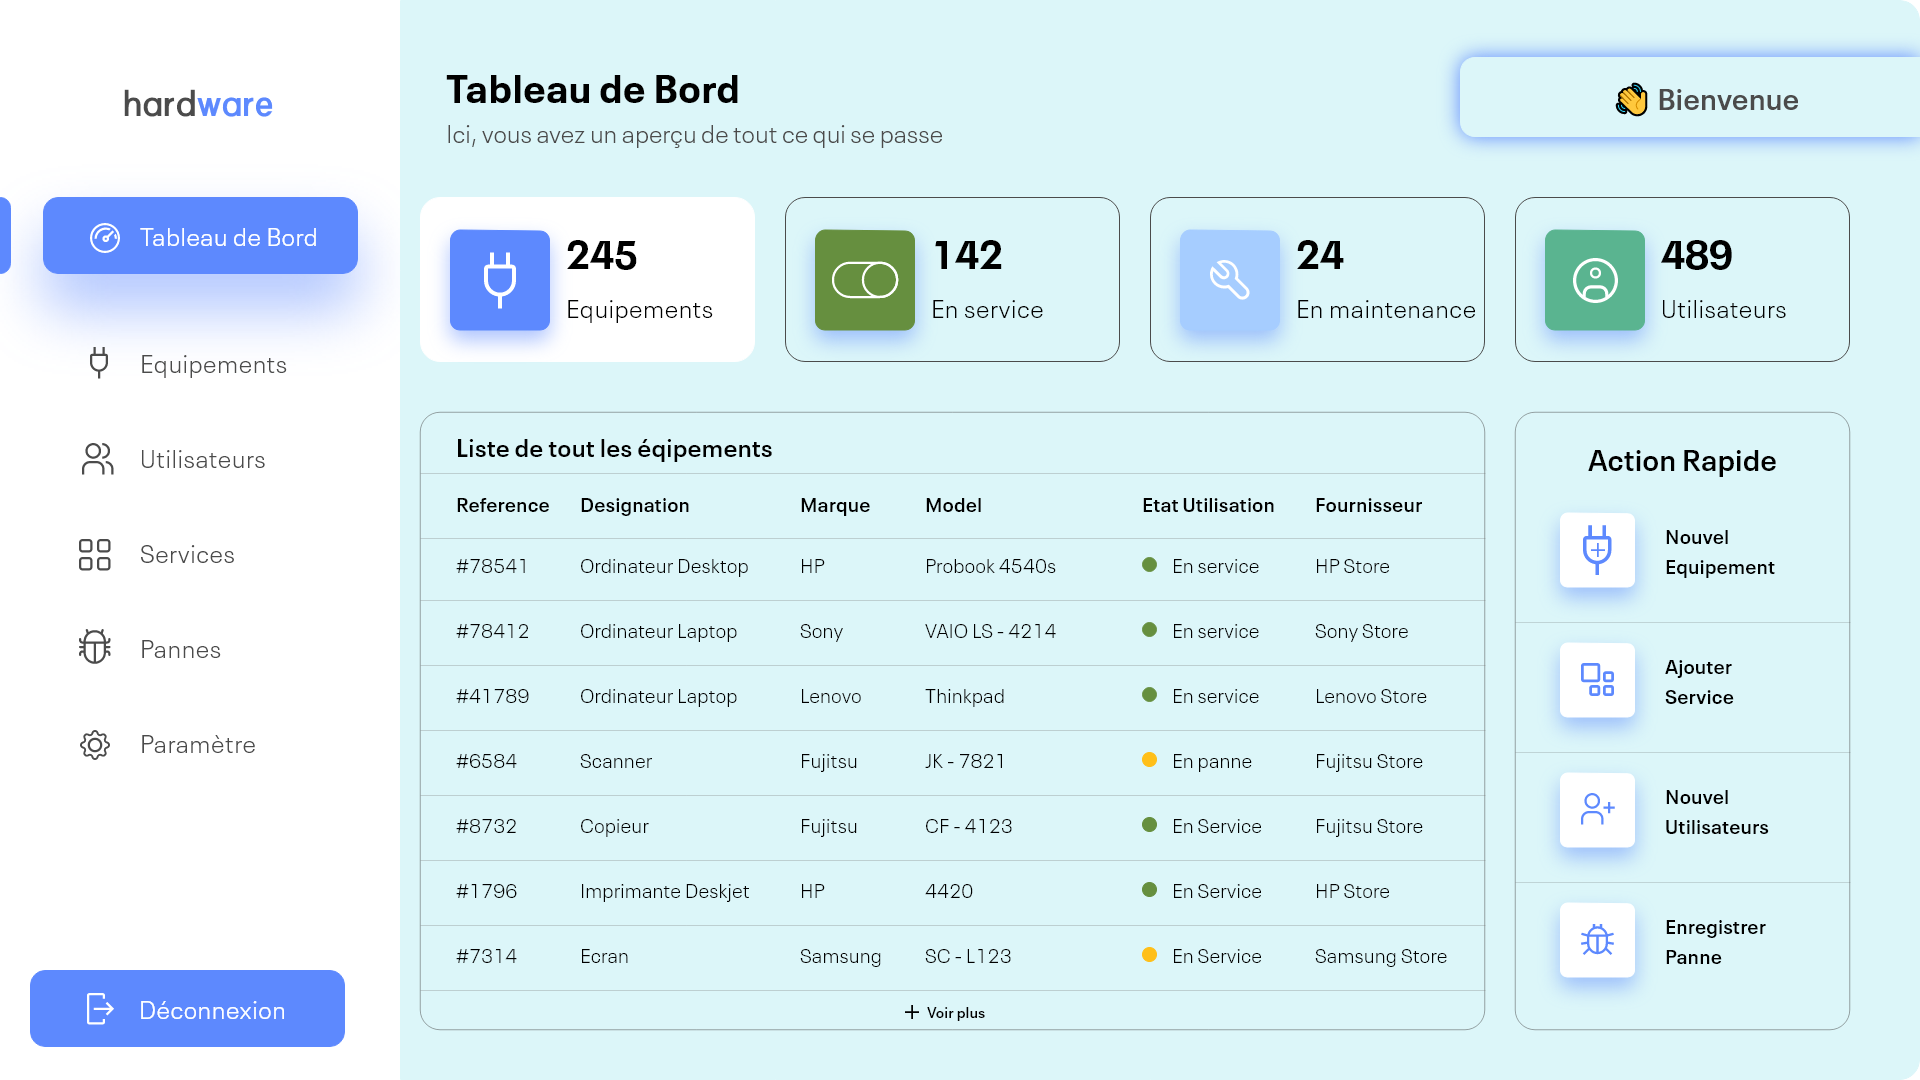 hardware
Tableau de Bord
Equipements
Utilisateurs
Services
Pannes
Paramètre
Déconnexion
Tableau de Bord
Ici, vous avez un aperçu de tout ce qui se passe
👋 Bienvenue
245
Equipements
142
En service
24
En maintenance
489
Utilisateurs
Liste de tout les éqipements
Reference Designation Marque Model Etat Utilisation Fournisseur
#78541 Ordinateur Desktop HP Probook 4540s En service HP Store
#78412 Ordinateur Laptop Sony VAIO LS - 4214 En service Sony Store
#41789 Ordinateur Laptop Lenovo Thinkpad En service Lenovo Store
#6584 Scanner Fujitsu JK - 7821 En panne Fujitsu Store
#8732 Copieur Fujitsu CF - 4123 En Service Fujitsu Store
#1796 Imprimante Deskjet HP 4420 En Service HP Store
#7314 Ecran Samsung SC - L123 En Service Samsung Store
+ Voir plus
Action Rapide
Nouvel
Equipement
Ajouter
Service
Nouvel
Utilisateurs
Enregistrer
Panne